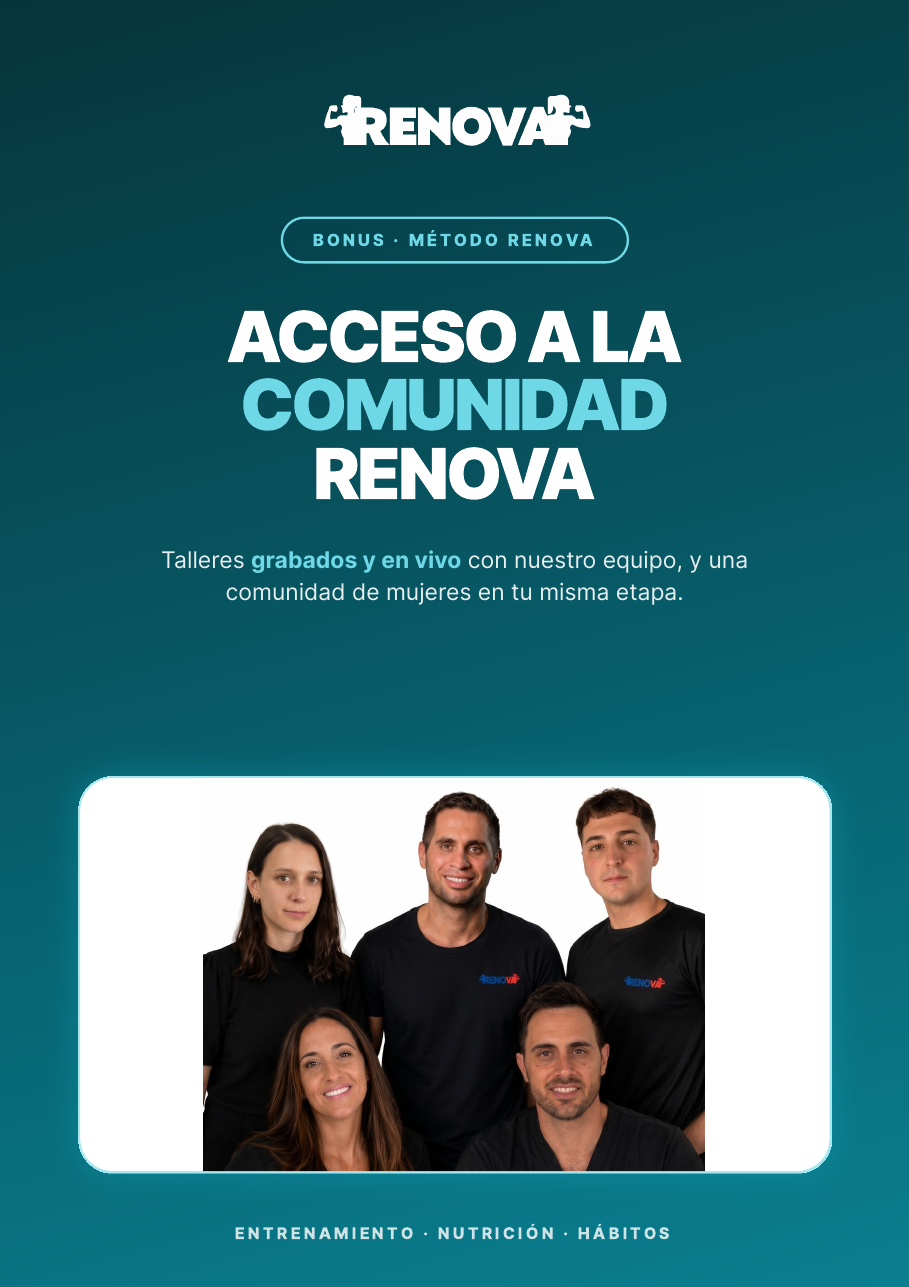 RENOVA
BONUS · MÉTODO RENOVA
ACCESO A LA
COMUNIDAD
RENOVA
Talleres grabados y en vivo con nuestro equipo, y una
comunidad de mujeres en tu misma etapa.
RENOVA
RENOVA
ENTRENAMIENTO · NUTRICIÓN · HÁBITOS